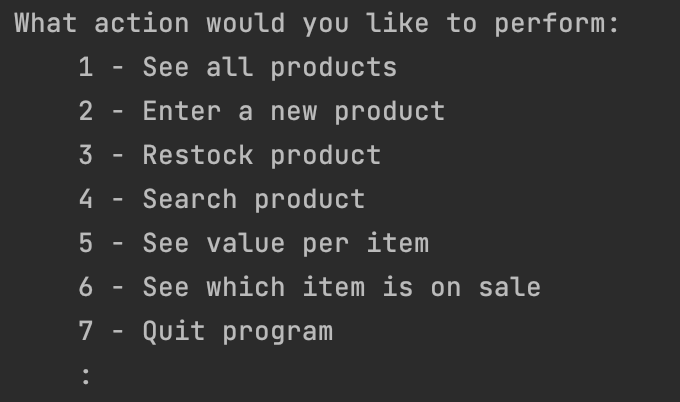 What action would you like to perform:
1 - See all products
2 - Enter a new product
3 - Restock product
4 - Search product
5 - See value per item
6 - See which item is on sale
7 - Quit program
: